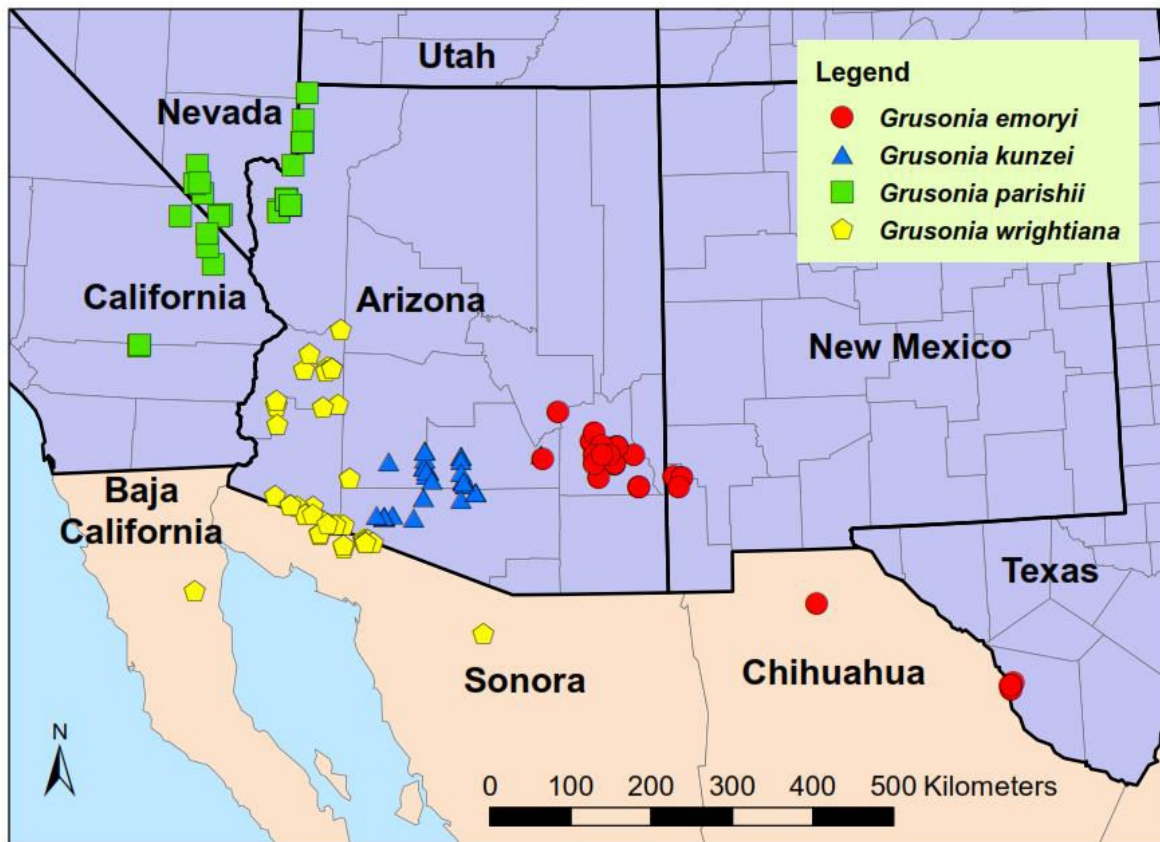 Utah
Legend
Nevada
Grusonia emoryi
Grusonia kunzei
Grusonia parishii
Grusonia wrightiana
California
Arizona
New Mexico
Baja
California
Texas
Sonora
Chihuahua
N
0 100 200 300 400 500 Kilometers